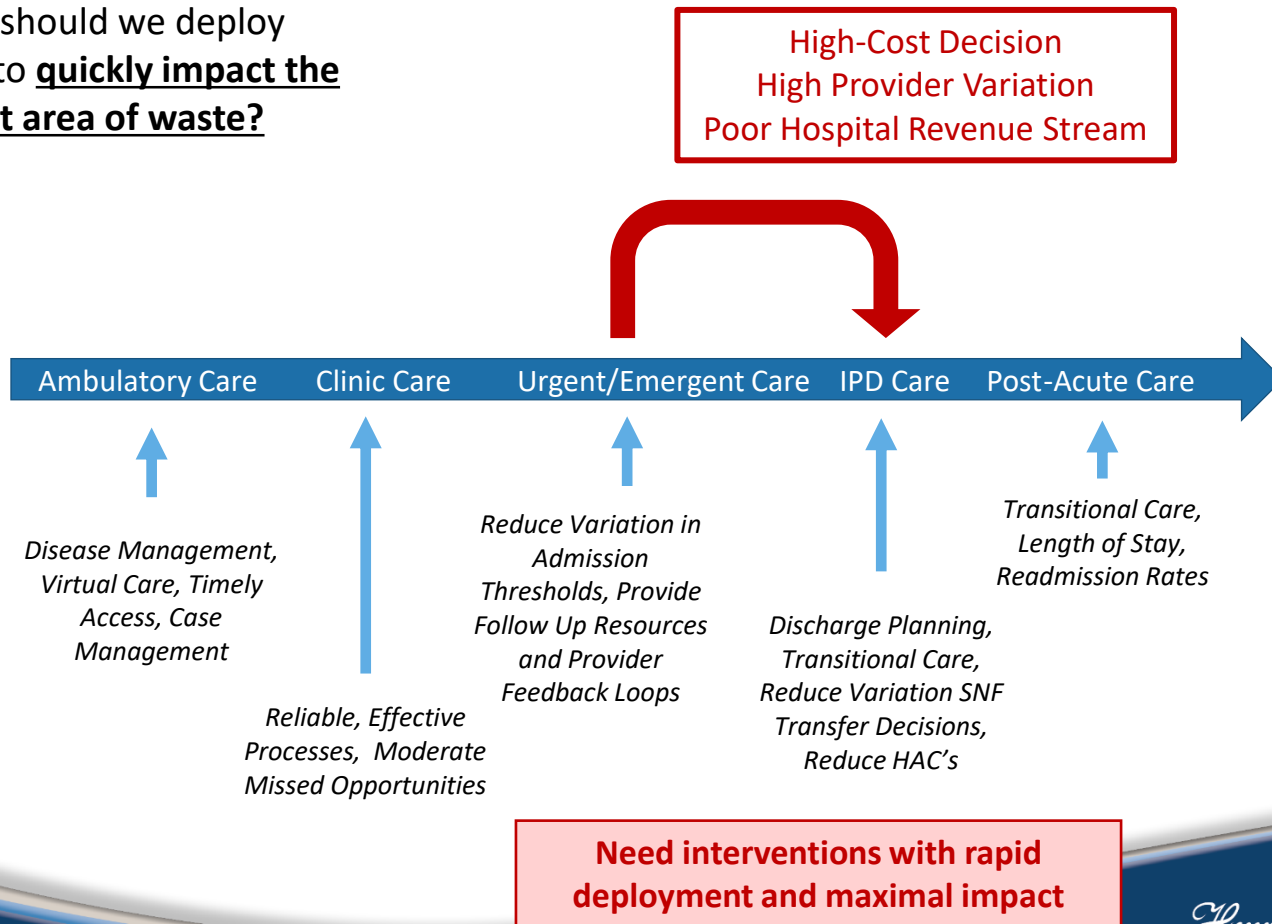 should we deploy
to quickly impact the
t area of waste?
High-Cost Decision
High Provider Variation
Poor Hospital Revenue Stream
Ambulatory Care Clinic Care Urgent/Emergent Care IPD Care Post-Acute Care
Disease Management,
Virtual Care, Timely
Access, Case
Management
Reliable, Effective
Processes, Moderate
Missed Opportunities
Reduce Variation in
Admission
Thresholds, Provide
Follow Up Resources
and Provider
Feedback Loops
Discharge Planning,
Transitional Care,
Reduce Variation SNF
Transfer Decisions,
Reduce HAC's
Transitional Care,
Length of Stay,
Readmission Rates
Need interventions with rapid
deployment and maximal impact